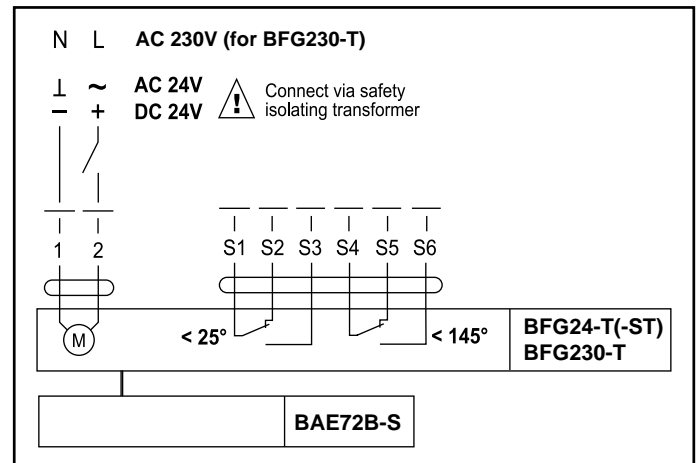 N L AC 230V (for BFG230-T)
⊥ ~ AC 24V
− + DC 24V
! Connect via safety
isolating transformer
1 2 S1 S2 S3 S4 S5 S6
M < 25° < 145°
BFG24-T(-ST)
BFG230-T
BAE72B-S